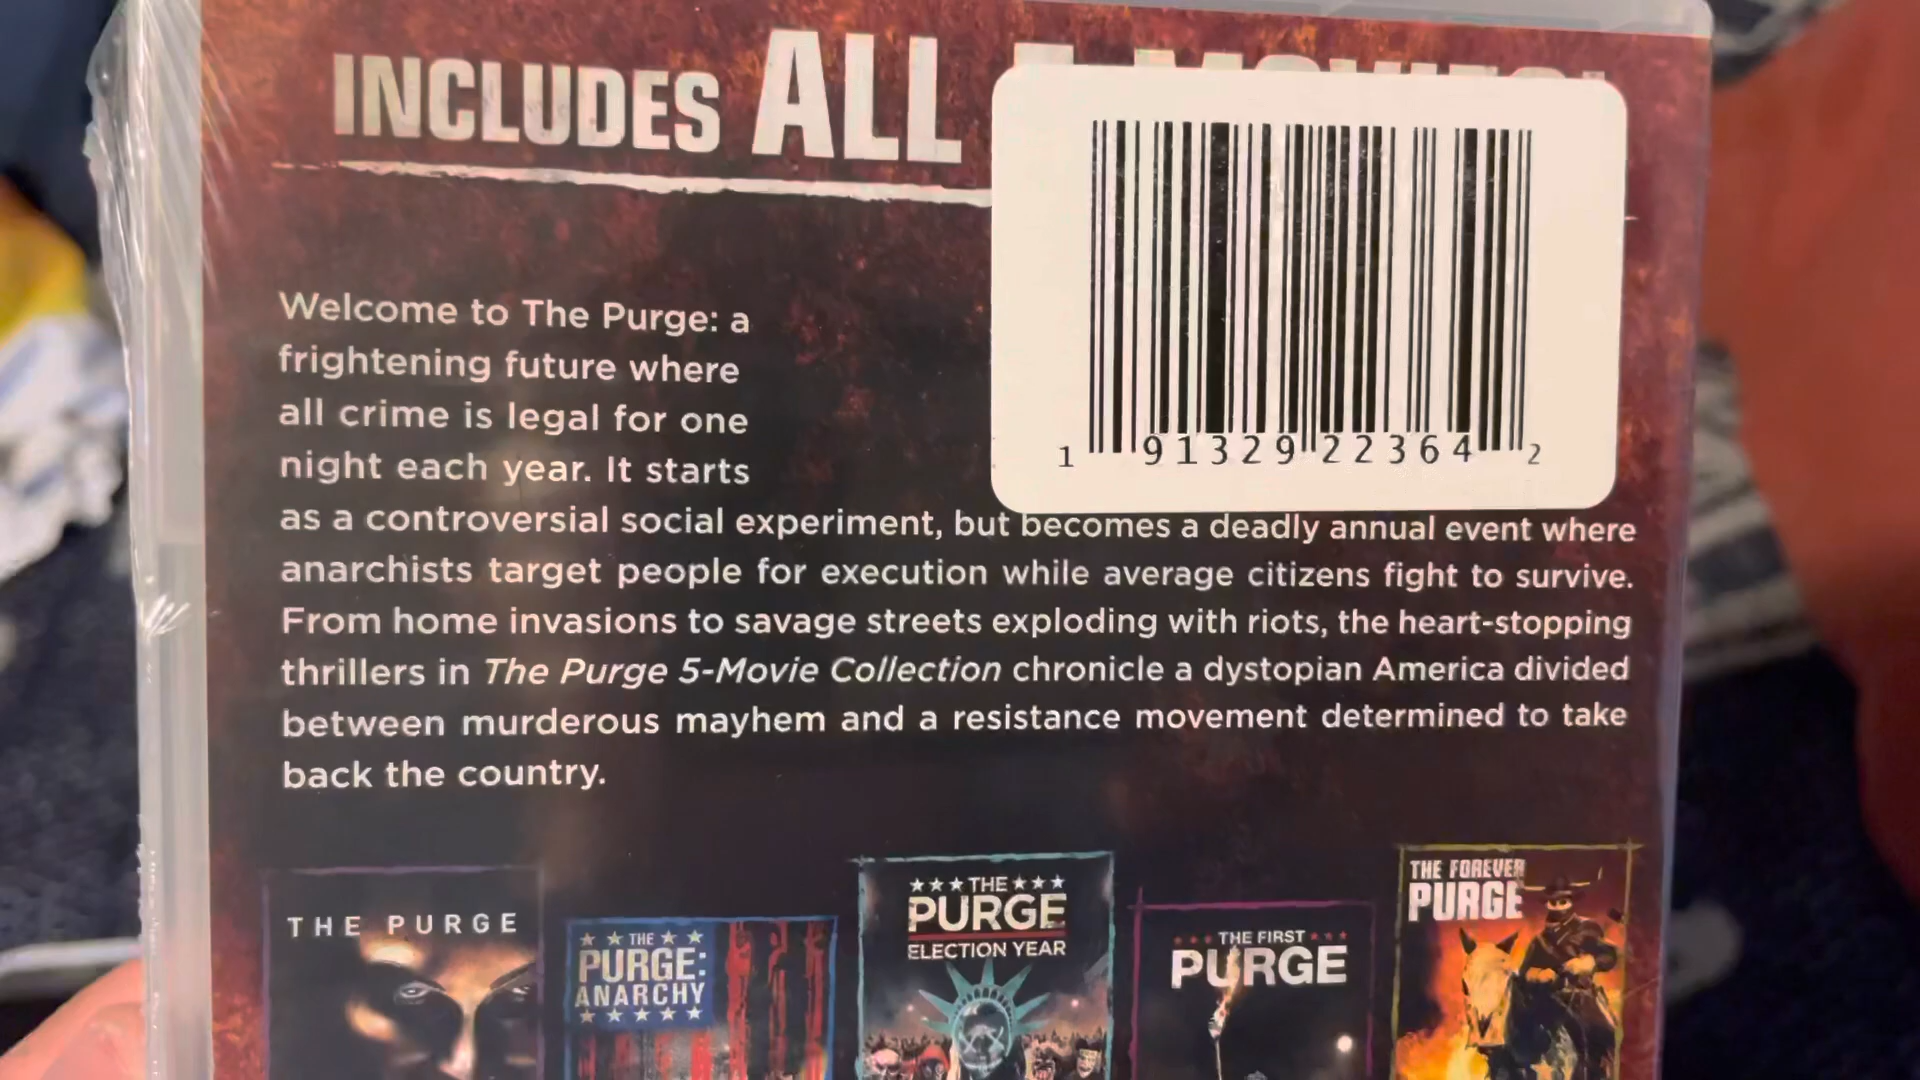 INCLUDES ALL 5 MOVIES!
1 91329 22364 2
Welcome to The Purge: a
frightening future where
all crime is legal for one
night each year. It starts
as a controversial social experiment, but becomes a deadly annual event where
anarchists target people for execution while average citizens fight to survive.
From home invasions to savage streets exploding with riots, the heart-stopping
thrillers in The Purge 5-Movie Collection chronicle a dystopian America divided
between murderous mayhem and a resistance movement determined to take
back the country.
THE PURGE
THE
PURGE:
ANARCHY
THE
PURGE
ELECTION YEAR
THE FIRST
PURGE
THE FOREVER
PURGE